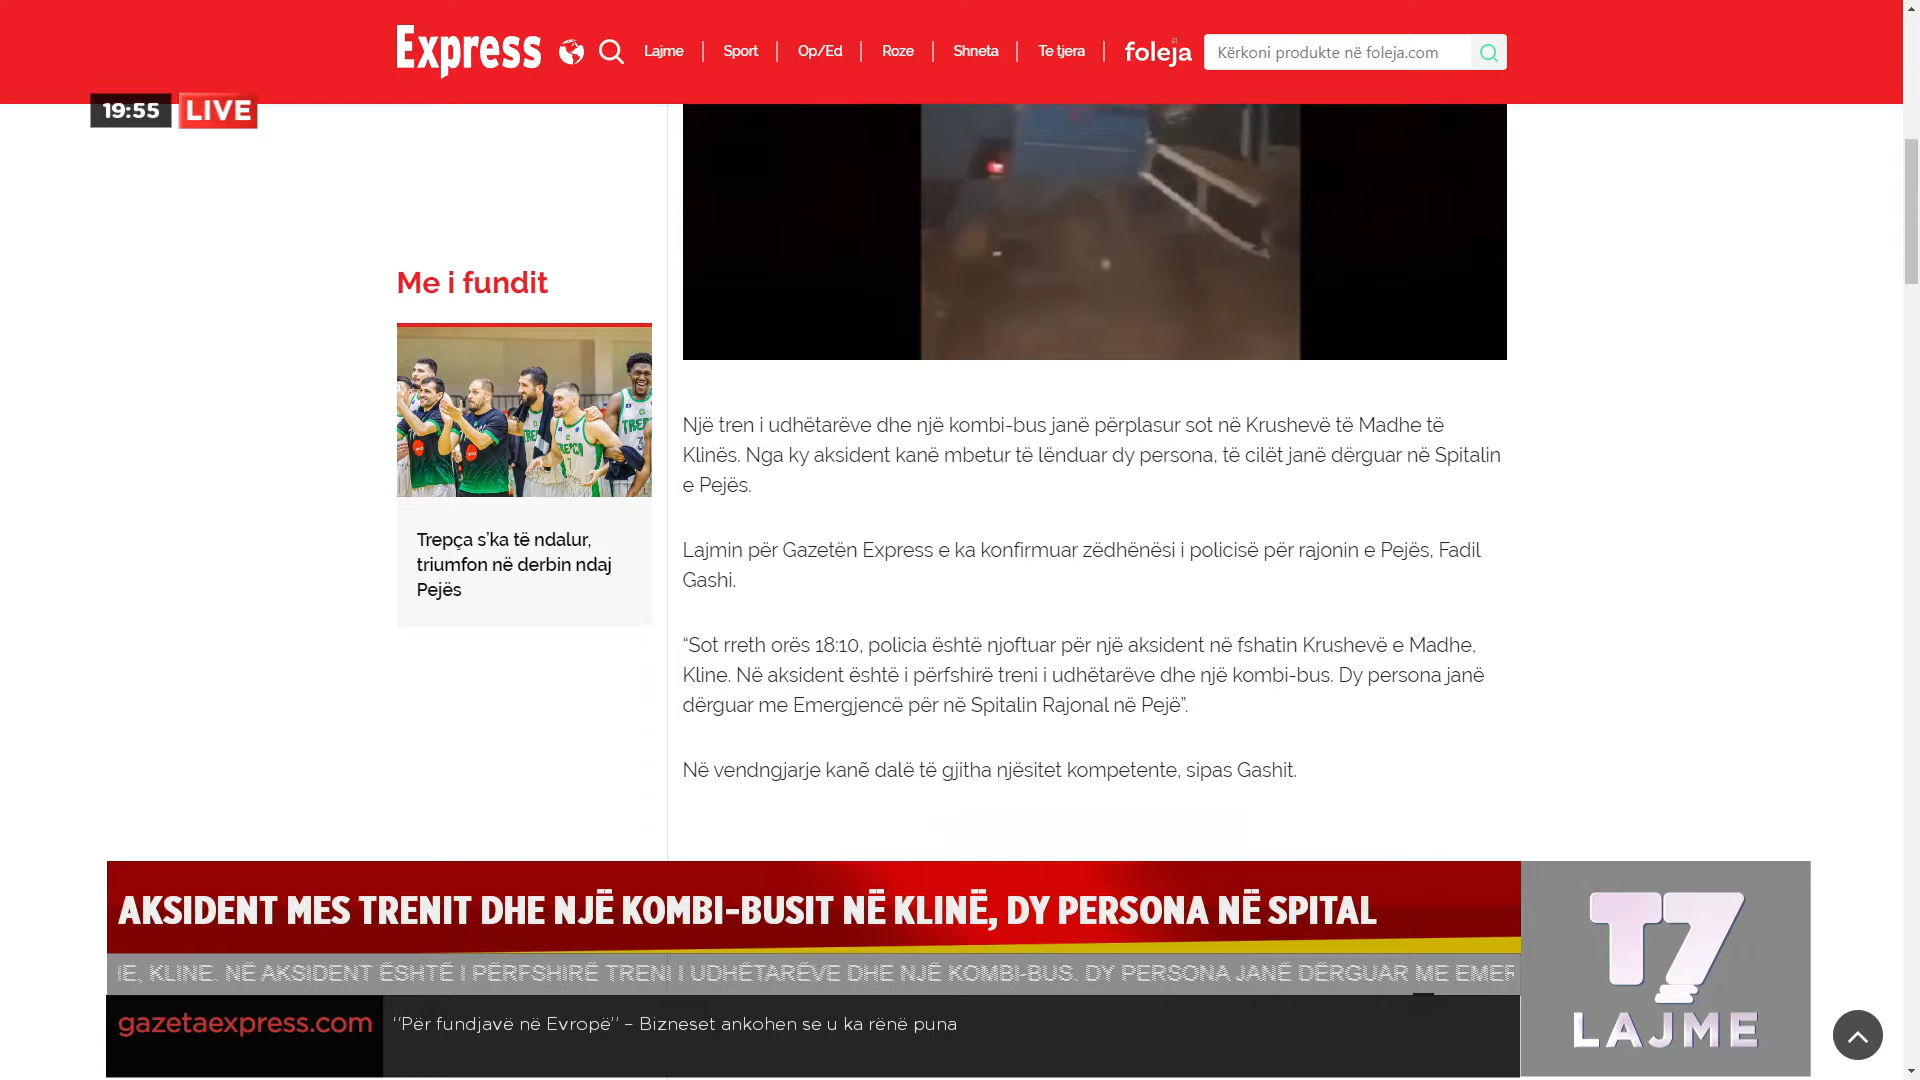 Express
Lajme
Sport
Op/Ed
Roze
Shneta
Te tjera
foleja
Kërkoni produkte në foleja.com
19:55 LIVE
Me i fundit
Trepça s’ka të ndalur,
triumfon në derbin ndaj
Pejës
Një tren i udhëtarëve dhe një kombi-bus janë përplasur sot në Krushevë të Madhe të
Klinës. Nga ky aksident kanë mbetur të lënduar dy persona, të cilët janë dërguar në Spitalin
e Pejës.
Lajmin për Gazetën Express e ka konfirmuar zëdhënësi i policisë për rajonin e Pejës, Fadil
Gashi.
“Sot rreth orës 18:10, policia është njoftuar për një aksident në fshatin Krushevë e Madhe,
Kline. Në aksident është i përfshirë treni i udhëtarëve dhe një kombi-bus. Dy persona janë
dërguar me Emergjencë për në Spitalin Rajonal në Pejë”.
Në vendngjarje kanë dalë të gjitha njësitet kompetente, sipas Gashit.
AKSIDENT MES TRENIT DHE NJË KOMBI-BUSIT NË KLINË, DY PERSONA NË SPITAL
IE, KLINE. NË AKSIDENT ËSHTË I PËRFSHIRË TRENI I UDHËTARËVE DHE NJË KOMBI-BUS. DY PERSONA JANË DËRGUAR ME EMER
gazetaexpress.com
“Për fundjavë në Evropë” – Bizneset ankohen se u ka rënë puna
T7
LAJME